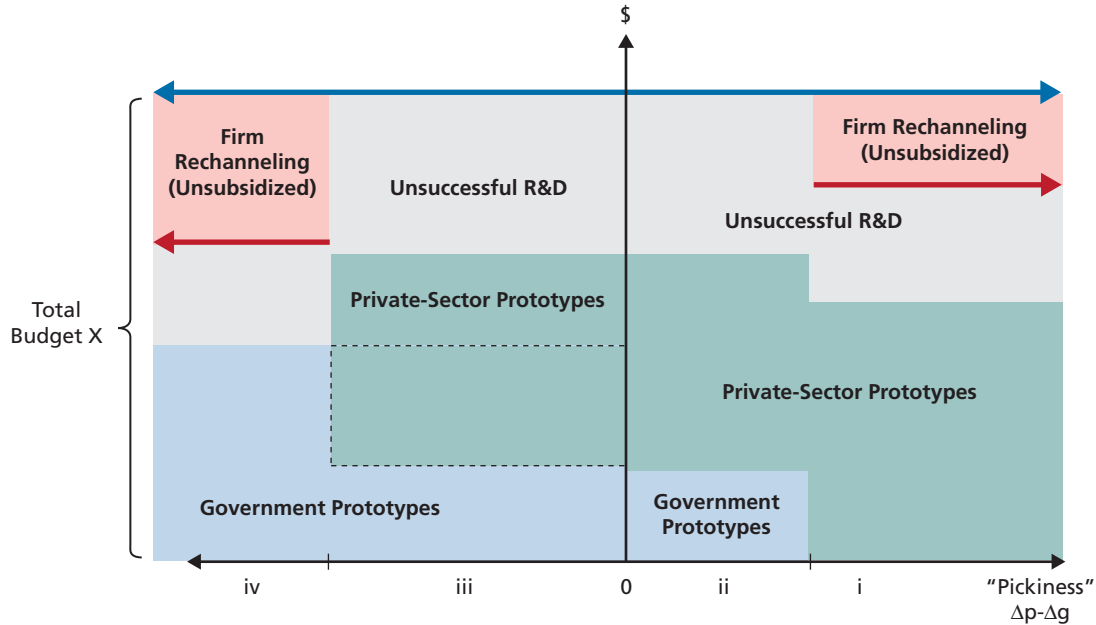 $
Firm
Rechanneling
(Unsubsidized)
Firm Rechanneling
(Unsubsidized)
Unsuccessful R&D
Unsuccessful R&D
Private-Sector Prototypes
Total
Budget X
Private-Sector Prototypes
Government Prototypes
Government
Prototypes
iv
iii
0
ii
i
"Pickiness"
Δp-Δg